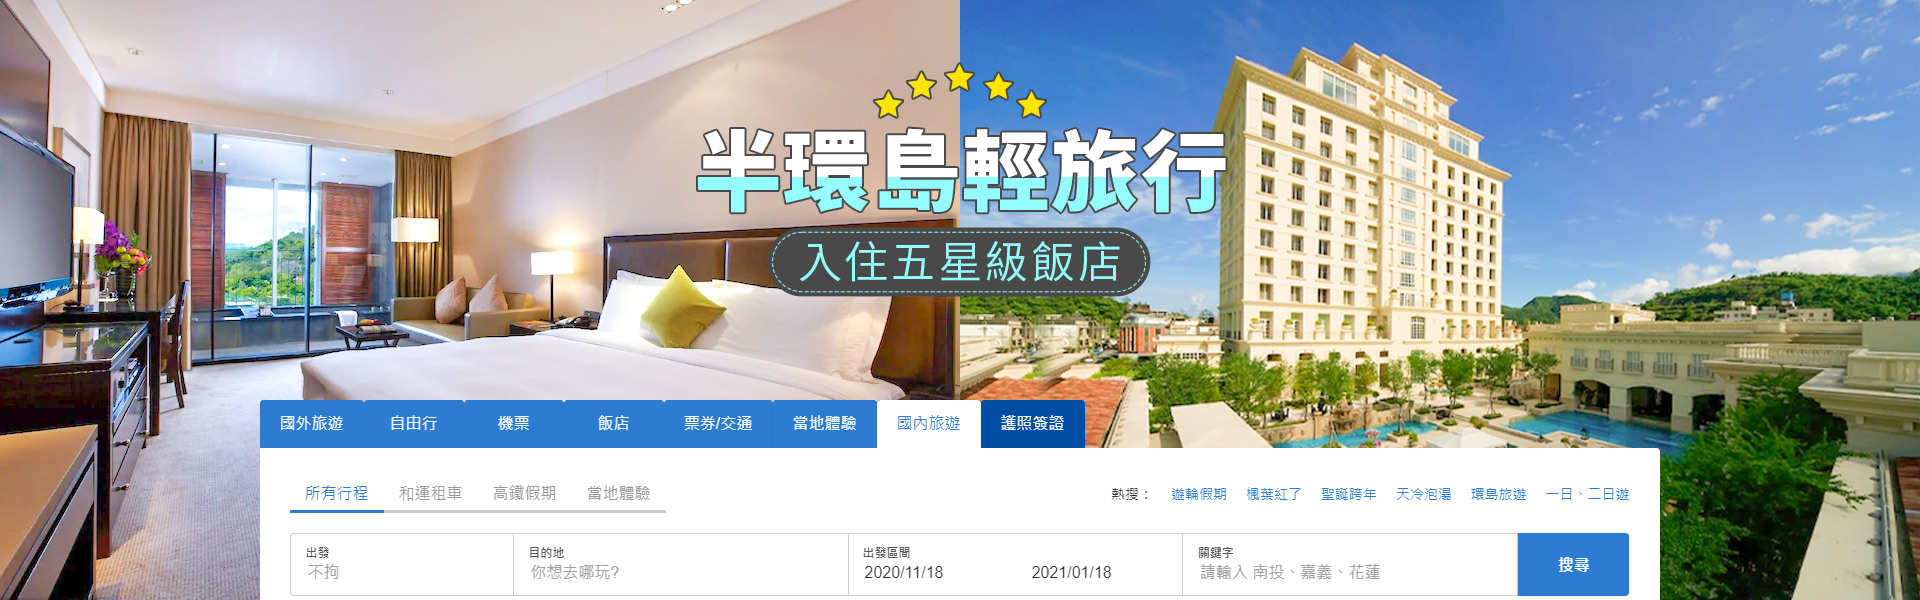 半環島輕旅行
入住五星級飯店
國外旅遊 自由行 機票 飯店 票券/交通 當地體驗 國內旅遊 護照簽證
所有行程 和運租車 高鐵假期 當地體驗 熱搜： 遊輪假期 楓葉紅了 聖誕跨年 天冷泡湯 環島旅遊 一日、二日遊
出發 目的地 出發區間 關鍵字
不拘 你想去哪玩? 2020/11/18 2021/01/18 請輸入 南投、嘉義、花蓮
搜尋